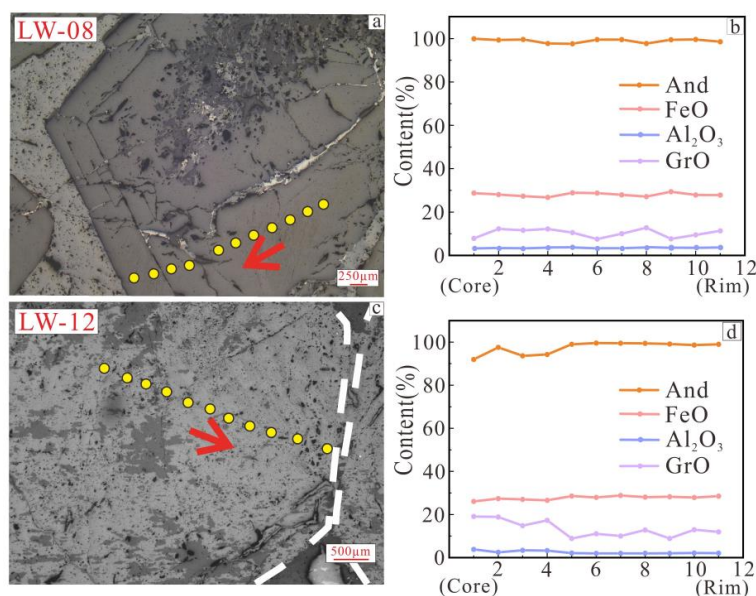 LW-08
a
250μm
b
Content(%)
100
80
60
40
20
0
And
FeO
Al₂O₃
GrO
0 2 4 6 8 10 12
(Core) (Rim)
LW-12
c
500μm
d
Content(%)
100
80
60
40
20
0
And
FeO
Al₂O₃
GrO
0 2 4 6 8 10 12
(Core) (Rim)